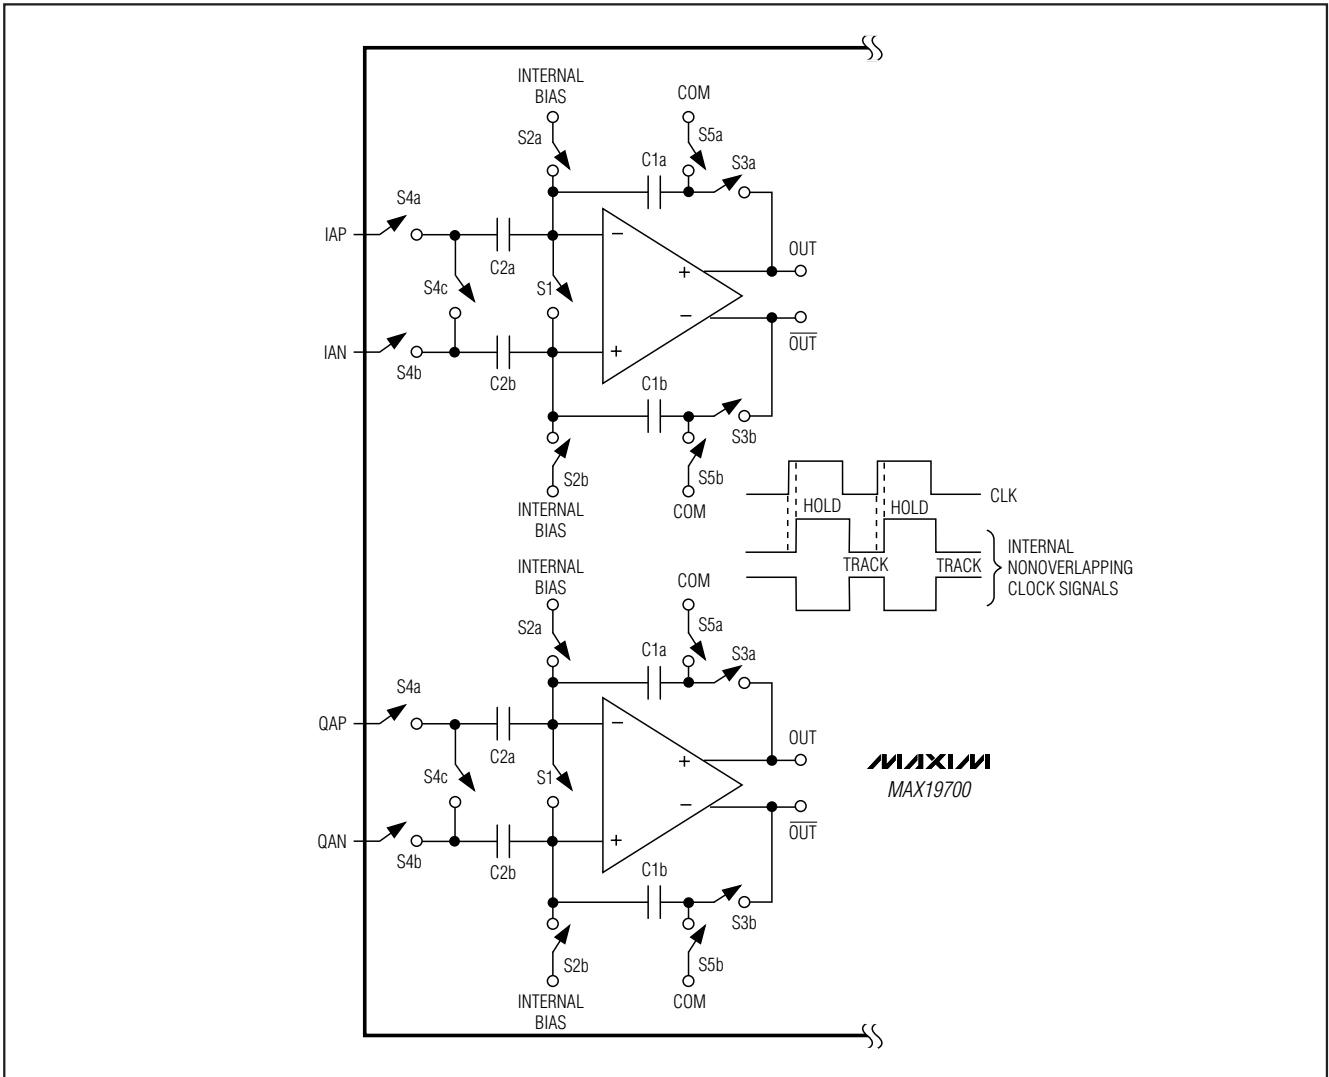 INTERNAL
BIAS
COM
S2a
S5a
C1a
S3a
S4a
IAP
−
OUT
C2a
+
S4c
S1
−
OUT
IAN
+
S4b
C2b
C1b
S3b
S2b
S5b
INTERNAL
BIAS
COM
CLK
HOLD
HOLD
TRACK
TRACK
INTERNAL
NONOVERLAPPING
CLOCK SIGNALS
INTERNAL
BIAS
COM
S2a
S5a
C1a
S3a
S4a
QAP
−
OUT
C2a
+
S4c
S1
−
OUT
QAN
+
S4b
C2b
C1b
S3b
S2b
S5b
INTERNAL
BIAS
COM
MAXIM
MAX19700